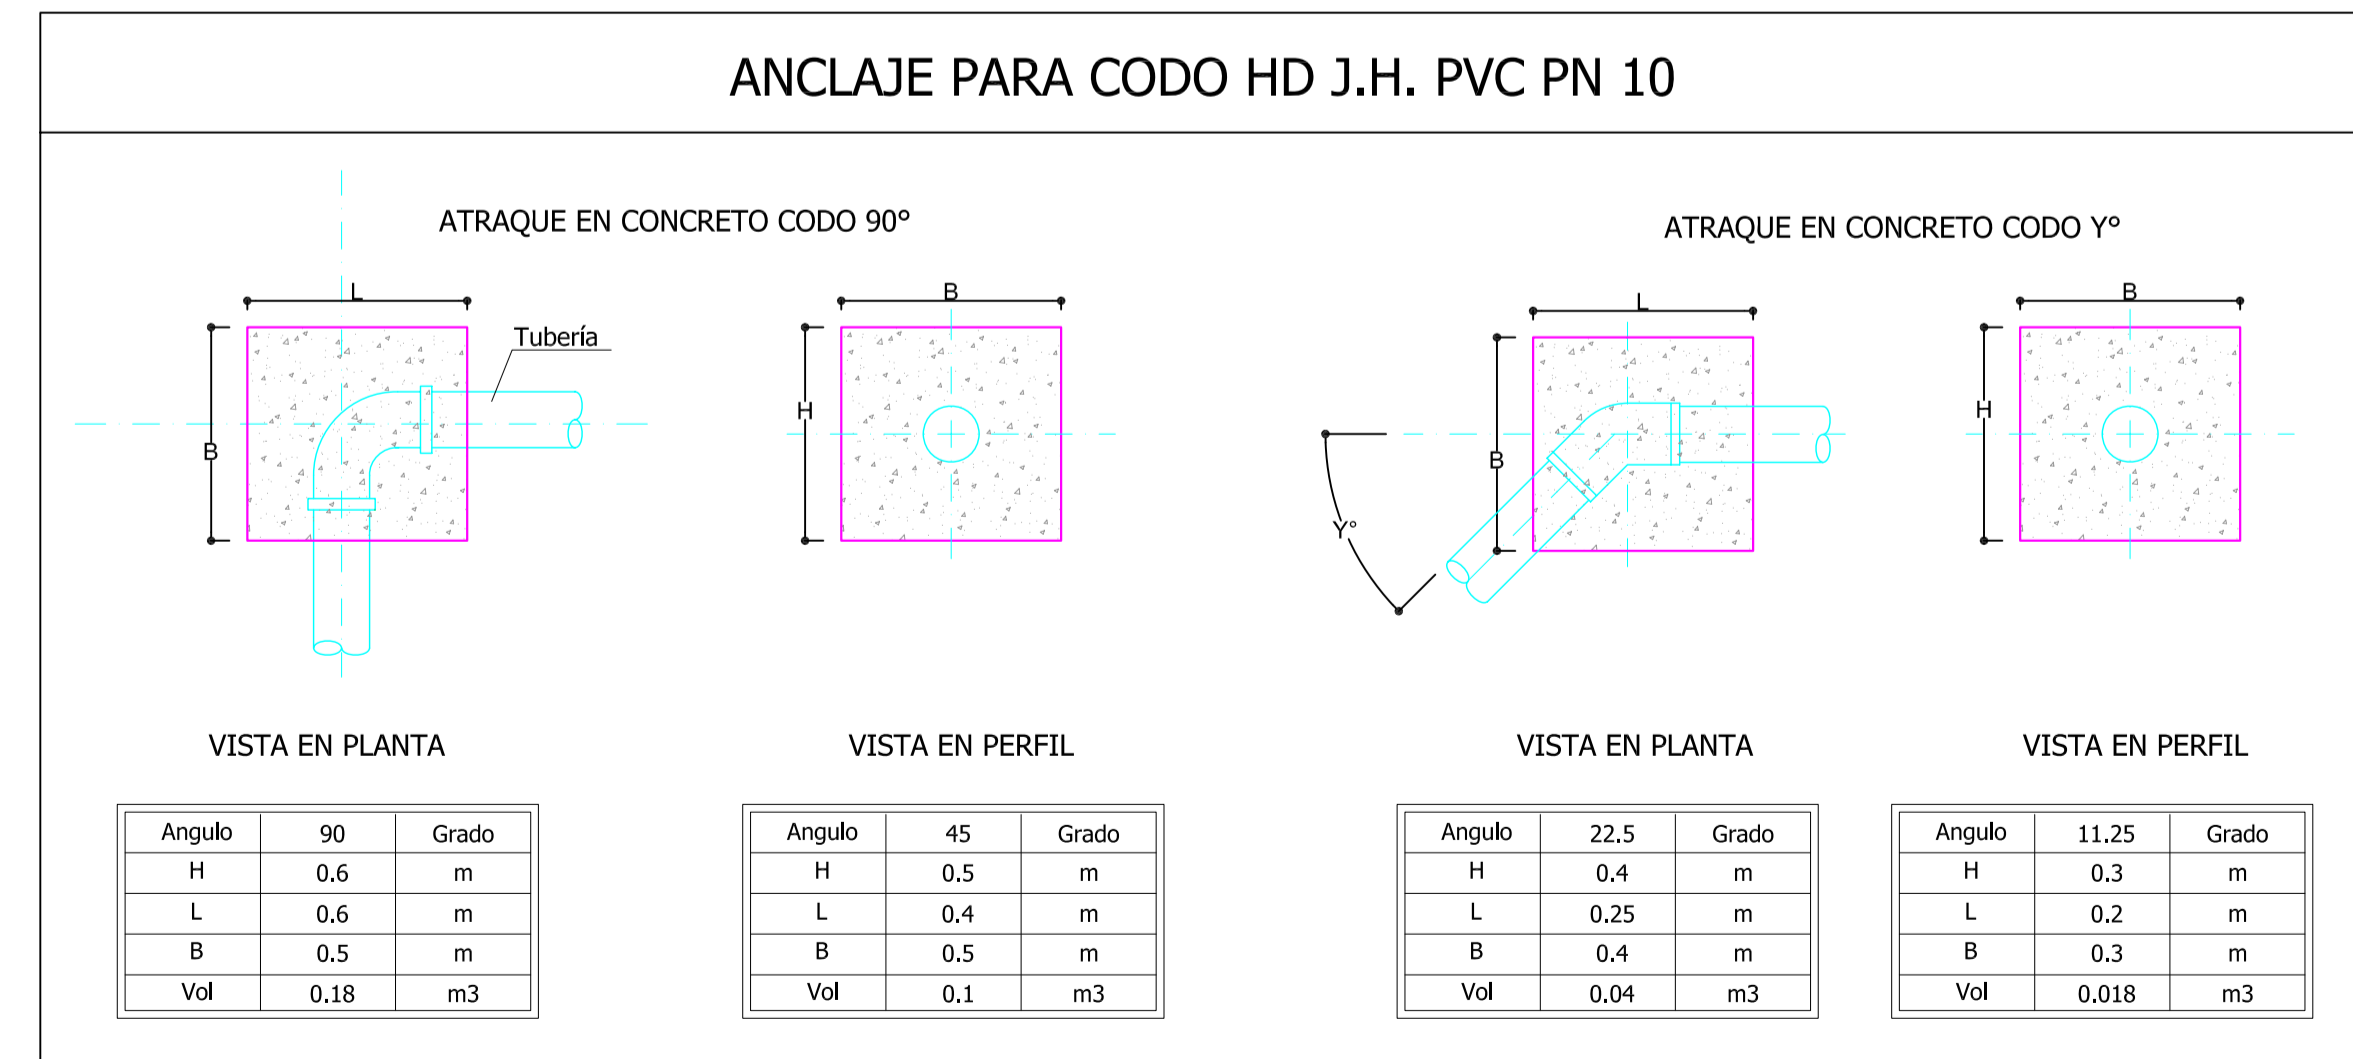 ANCLAJE PARA CODO HD J.H. PVC PN 10
ATRAQUE EN CONCRETO CODO 90°
ATRAQUE EN CONCRETO CODO Y°
L
B
Tubería
B
H
L
B
Y°
B
H
VISTA EN PLANTA
VISTA EN PERFIL
VISTA EN PLANTA
VISTA EN PERFIL
Angulo 90 Grado
H 0.6 m
L 0.6 m
B 0.5 m
Vol 0.18 m3
Angulo 45 Grado
H 0.5 m
L 0.4 m
B 0.5 m
Vol 0.1 m3
Angulo 22.5 Grado
H 0.4 m
L 0.25 m
B 0.4 m
Vol 0.04 m3
Angulo 11.25 Grado
H 0.3 m
L 0.2 m
B 0.3 m
Vol 0.018 m3